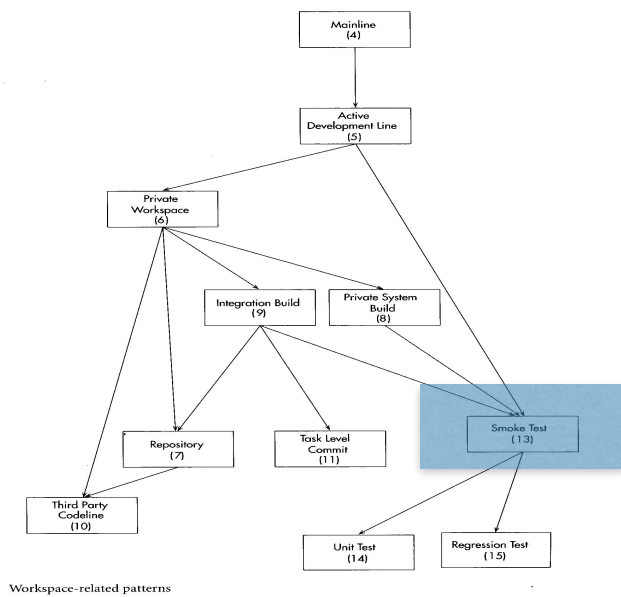 Mainline
(4)
Active
Development Line
(5)
Private
Workspace
(6)
Integration Build
(9)
Private System
Build
(8)
Repository
(7)
Task Level
Commit
(11)
Smoke Test
(13)
Third Party
Codeline
(10)
Unit Test
(14)
Regression Test
(15)
Workspace-related patterns